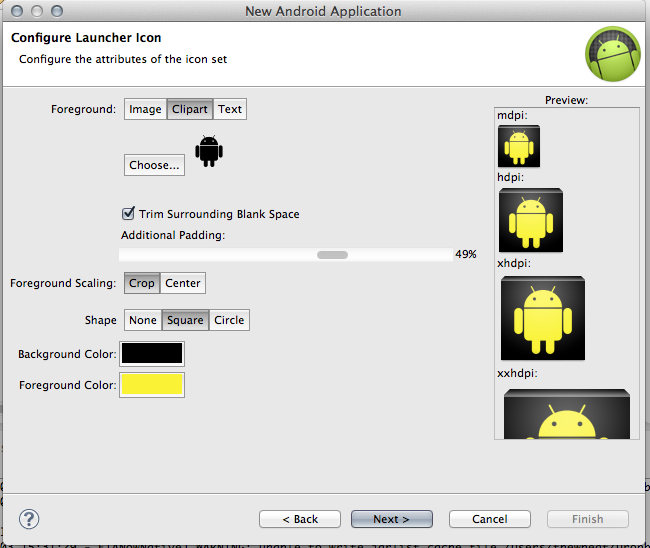 New Android Application
Configure Launcher Icon
Configure the attributes of the icon set
Foreground: Image Clipart Text
Choose...
Trim Surrounding Blank Space
Additional Padding:
49%
Foreground Scaling: Crop Center
Shape None Square Circle
Background Color:
Foreground Color:
Preview:
mdpi:
hdpi:
xhdpi:
xxhdpi:
? < Back Next > Cancel Finish